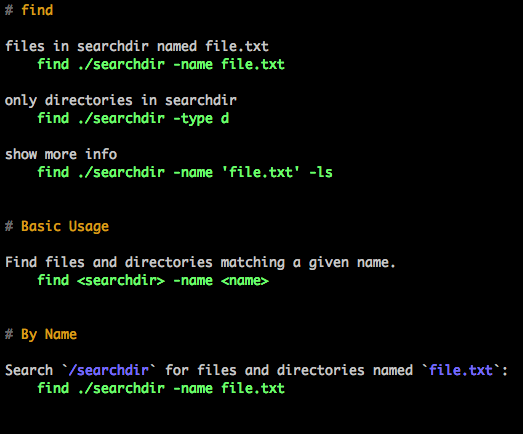 # find
files in searchdir named file.txt
find ./searchdir -name file.txt
only directories in searchdir
find ./searchdir -type d
show more info
find ./searchdir -name 'file.txt' -ls
# Basic Usage
Find files and directories matching a given name.
find <searchdir> -name <name>
# By Name
Search `/searchdir` for files and directories named `file.txt`:
find ./searchdir -name file.txt